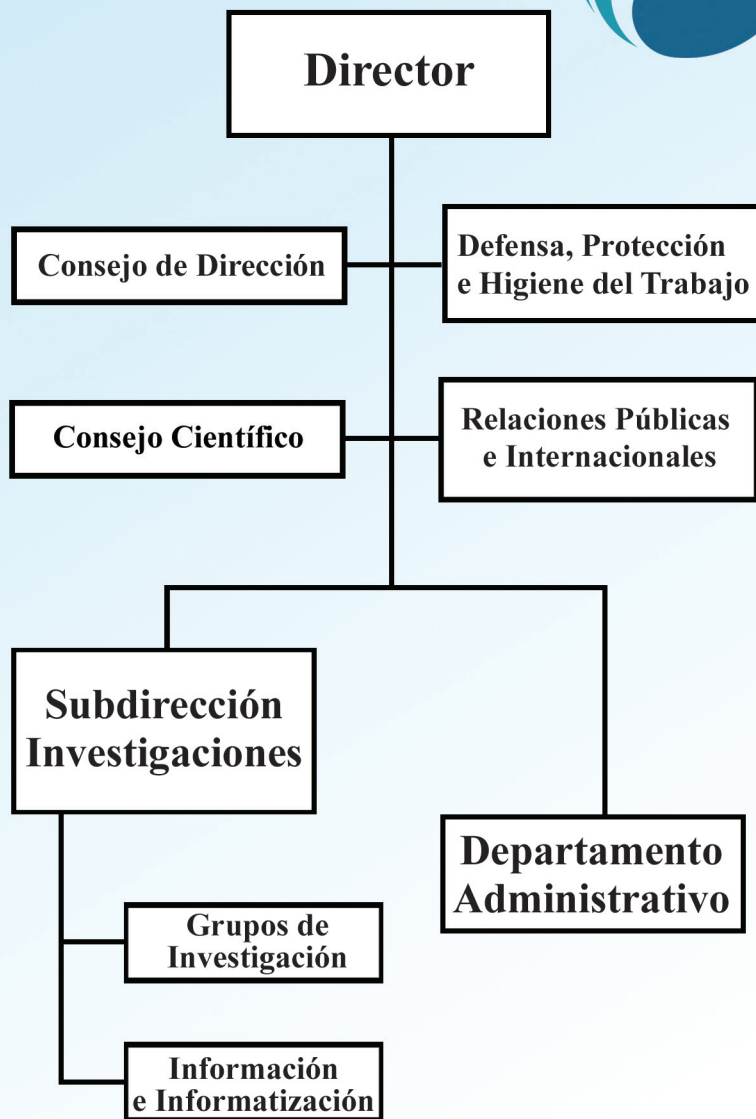 Director
Consejo de Dirección
Defensa, Protección
e Higiene del Trabajo
Consejo Científico
Relaciones Públicas
e Internacionales
Subdirección
Investigaciones
Departamento
Administrativo
Grupos de
Investigación
Información
e Informatización